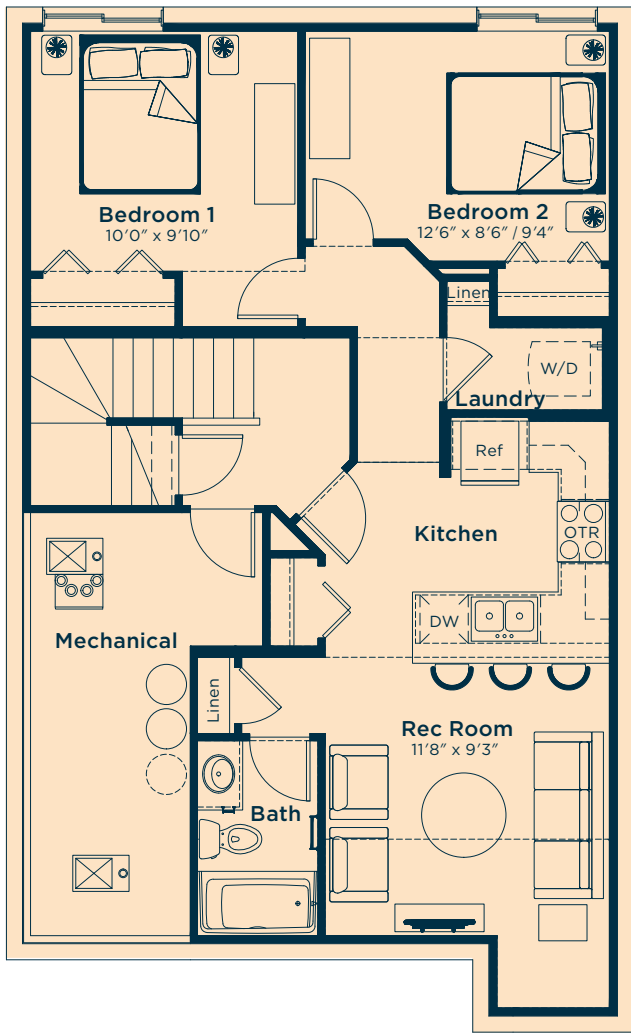 Bedroom 1
10'0" x 9'10"
Bedroom 2
12'6" x 8'6" / 9'4"
Linen
W/D
Laundry
Ref
Kitchen
OTR
DW
Mechanical
Linen
Rec Room
11'8" x 9'3"
Bath